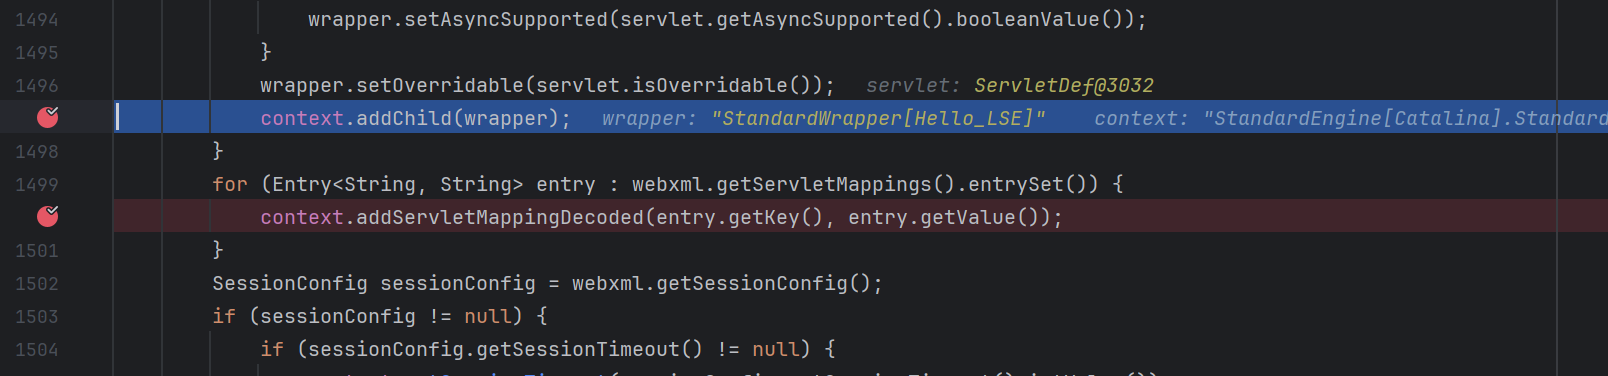 1494 wrapper.setAsyncSupported(servlet.getAsyncSupported().booleanValue());
1495 }
1496 wrapper.setOverridable(servlet.isOverridable()); servlet: ServletDef@3032
context.addChild(wrapper); wrapper: "StandardWrapper[Hello_LSE]" context: "StandardEngine[Catalina].Standard
1498 }
1499 for (Entry<String, String> entry : webxml.getServletMappings().entrySet()) {
context.addServletMappingDecoded(entry.getKey(), entry.getValue());
1501 }
1502 SessionConfig sessionConfig = webxml.getSessionConfig();
1503 if (sessionConfig != null) {
1504 if (sessionConfig.getSessionTimeout() != null) {